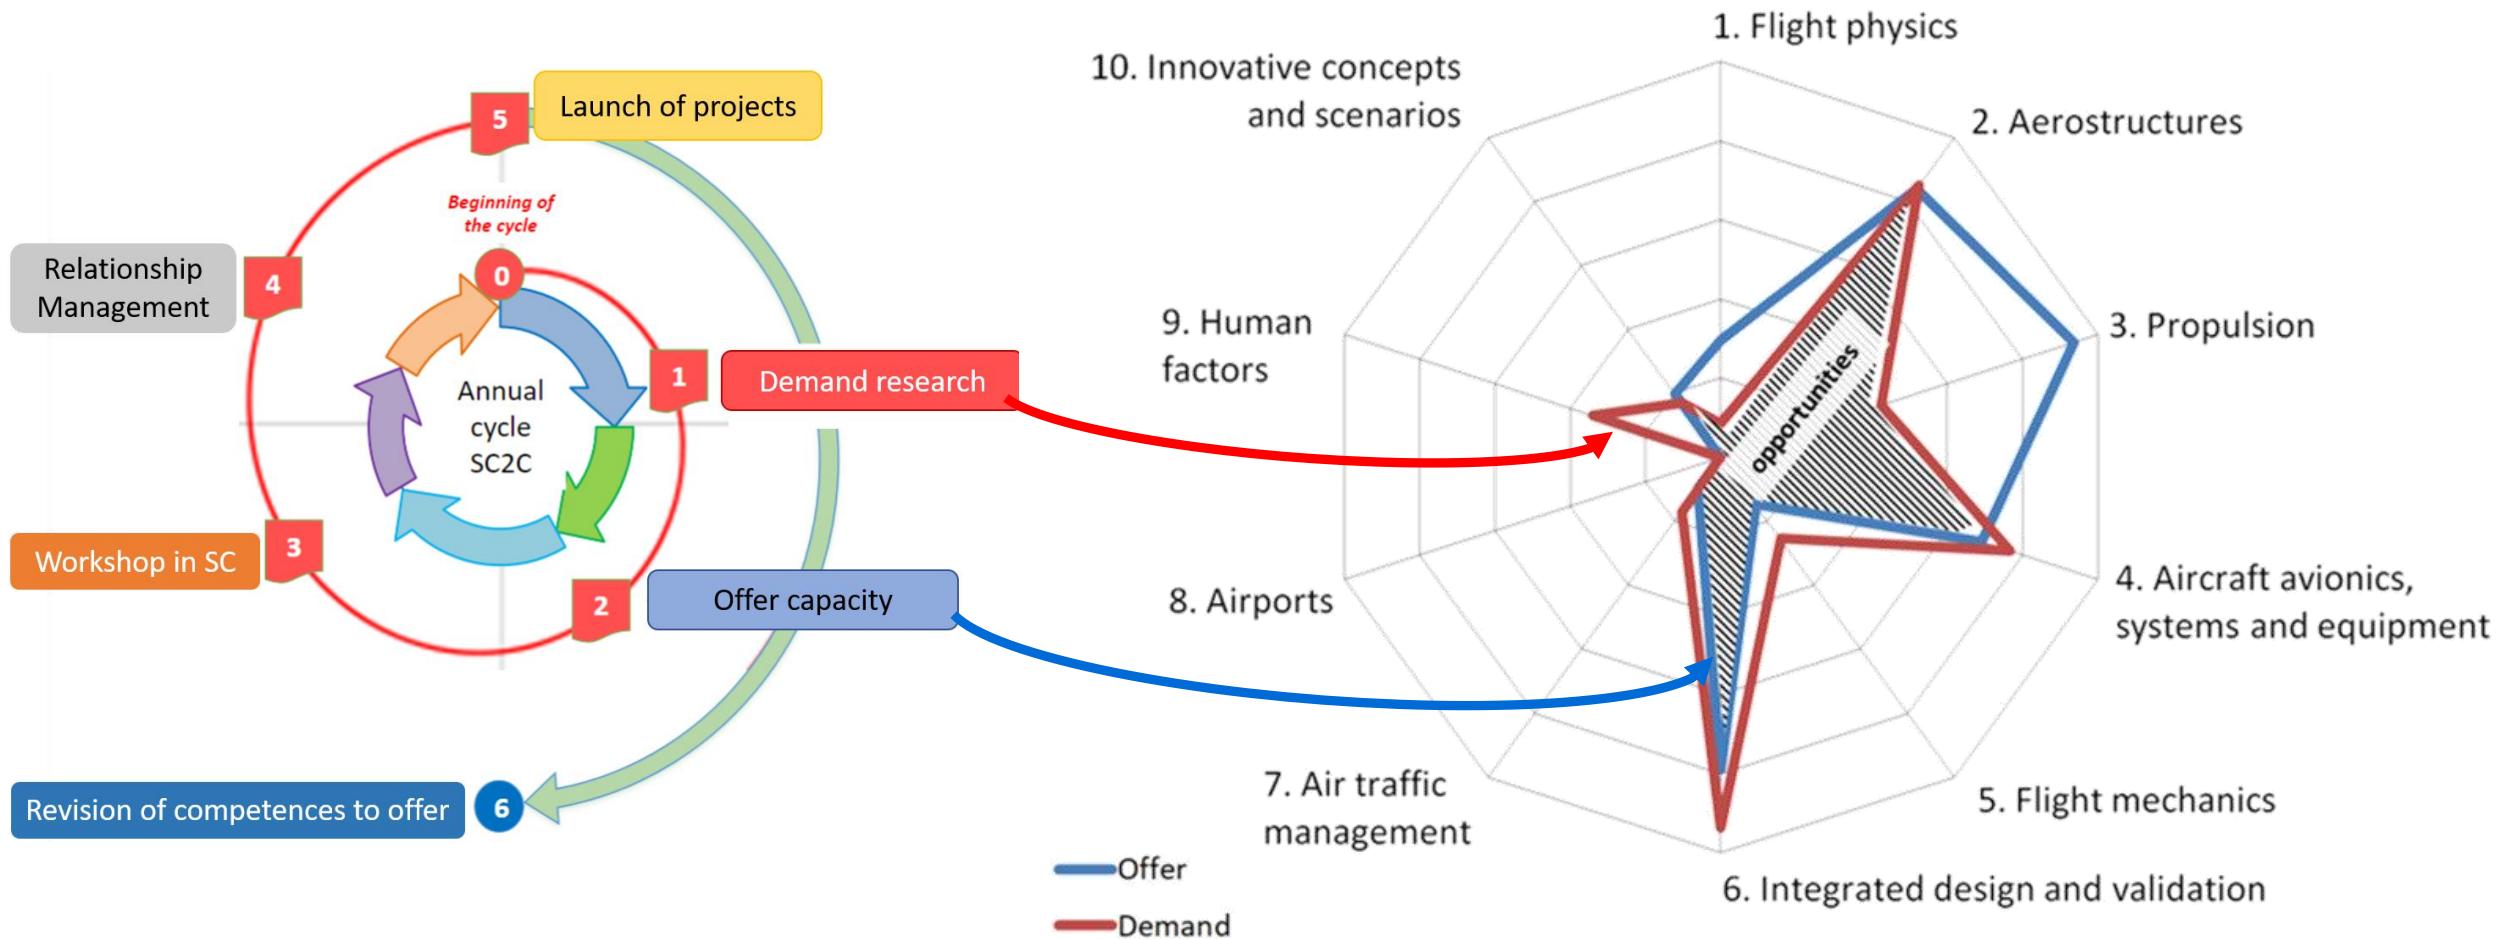 5
Launch of projects
Beginning of
the cycle
0
Relationship
Management
4
1
Demand research
Annual
cycle
SC2C
Workshop in SC
3
2
Offer capacity
Revision of competences to offer
6
1. Flight physics
10. Innovative concepts
and scenarios
2. Aerostructures
9. Human
factors
3. Propulsion
opportunities
8. Airports
4. Aircraft avionics,
systems and equipment
7. Air traffic
management
5. Flight mechanics
6. Integrated design and validation
Offer
Demand